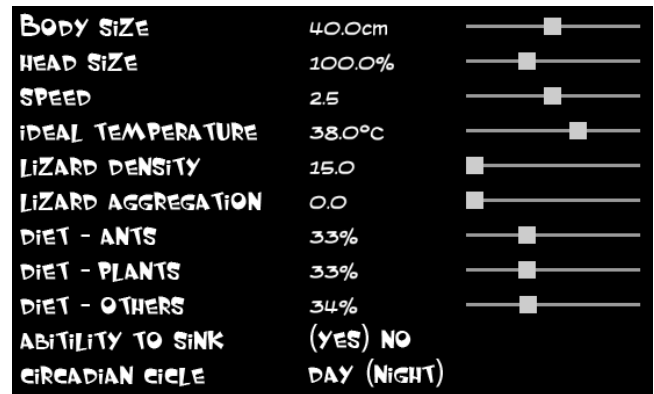 BODY SiZE 40.0cm
HEAD SiZE 100.0%
SPEED 2.5
iDEAL TEMPERATURE 38.0ºC
LiZARD DENSiTY 15.0
LiZARD AGGREGATiON 0.0
DiET - ANTS 33%
DiET - PLANTS 33%
DiET - OTHERS 34%
ABiTiLiTY TO SiNK (YES) NO
CiRCADiAN CiCLE DAY (NiGHT)